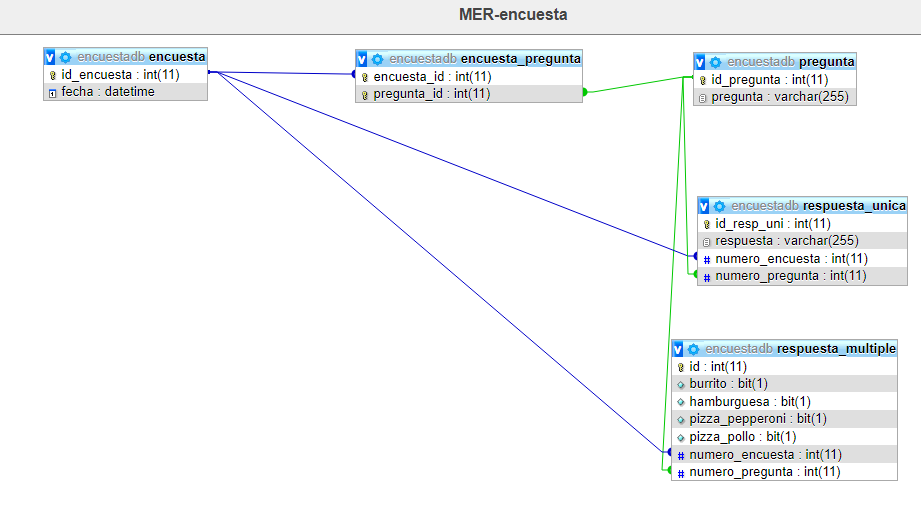 MER-encuesta
encuestadb encuesta
id_encuesta : int(11)
fecha : datetime
encuestadb encuesta_pregunta
encuesta_id : int(11)
pregunta_id : int(11)
encuestadb pregunta
id_pregunta : int(11)
pregunta : varchar(255)
encuestadb respuesta_unica
id_resp_uni : int(11)
respuesta : varchar(255)
# numero_encuesta : int(11)
# numero_pregunta : int(11)
encuestadb respuesta_multiple
id : int(11)
burrito : bit(1)
hamburguesa : bit(1)
pizza_pepperoni : bit(1)
pizza_pollo : bit(1)
# numero_encuesta : int(11)
# numero_pregunta : int(11)